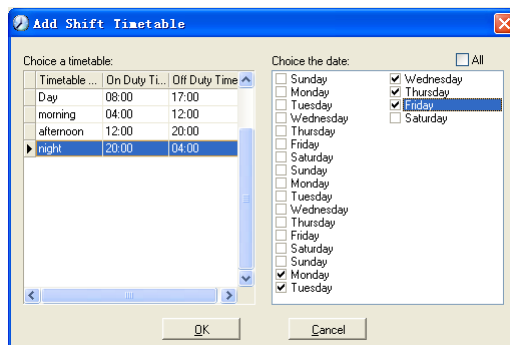 Add Shift Timetable
Choice a timetable:
Timetable ... On Duty Ti... Off Duty Time
Day 08:00 17:00
morning 04:00 12:00
afternoon 12:00 20:00
night 20:00 04:00
Choice the date:
All
Sunday
Monday
Tuesday
Wednesday
Thursday
Friday
Saturday
Sunday
Monday
Tuesday
Wednesday
Thursday
Friday
Saturday
Sunday
Monday
Tuesday
Wednesday
Thursday
Friday
Saturday
OK
Cancel